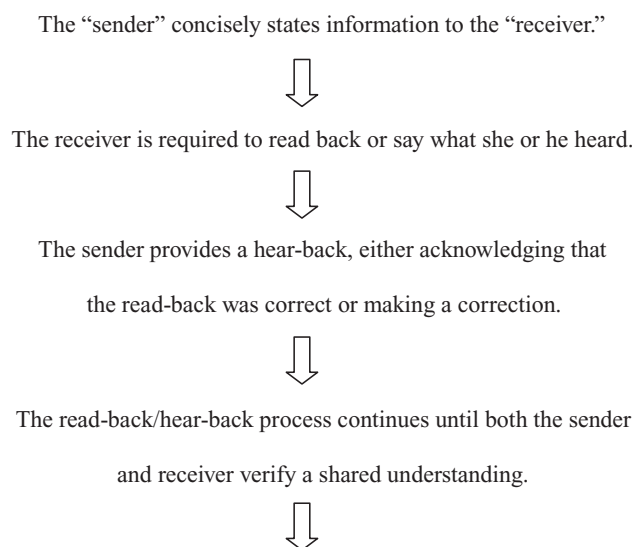 The “sender” concisely states information to the “receiver.”
The receiver is required to read back or say what she or he heard.
The sender provides a hear-back, either acknowledging that
the read-back was correct or making a correction.
The read-back/hear-back process continues until both the sender
and receiver verify a shared understanding.